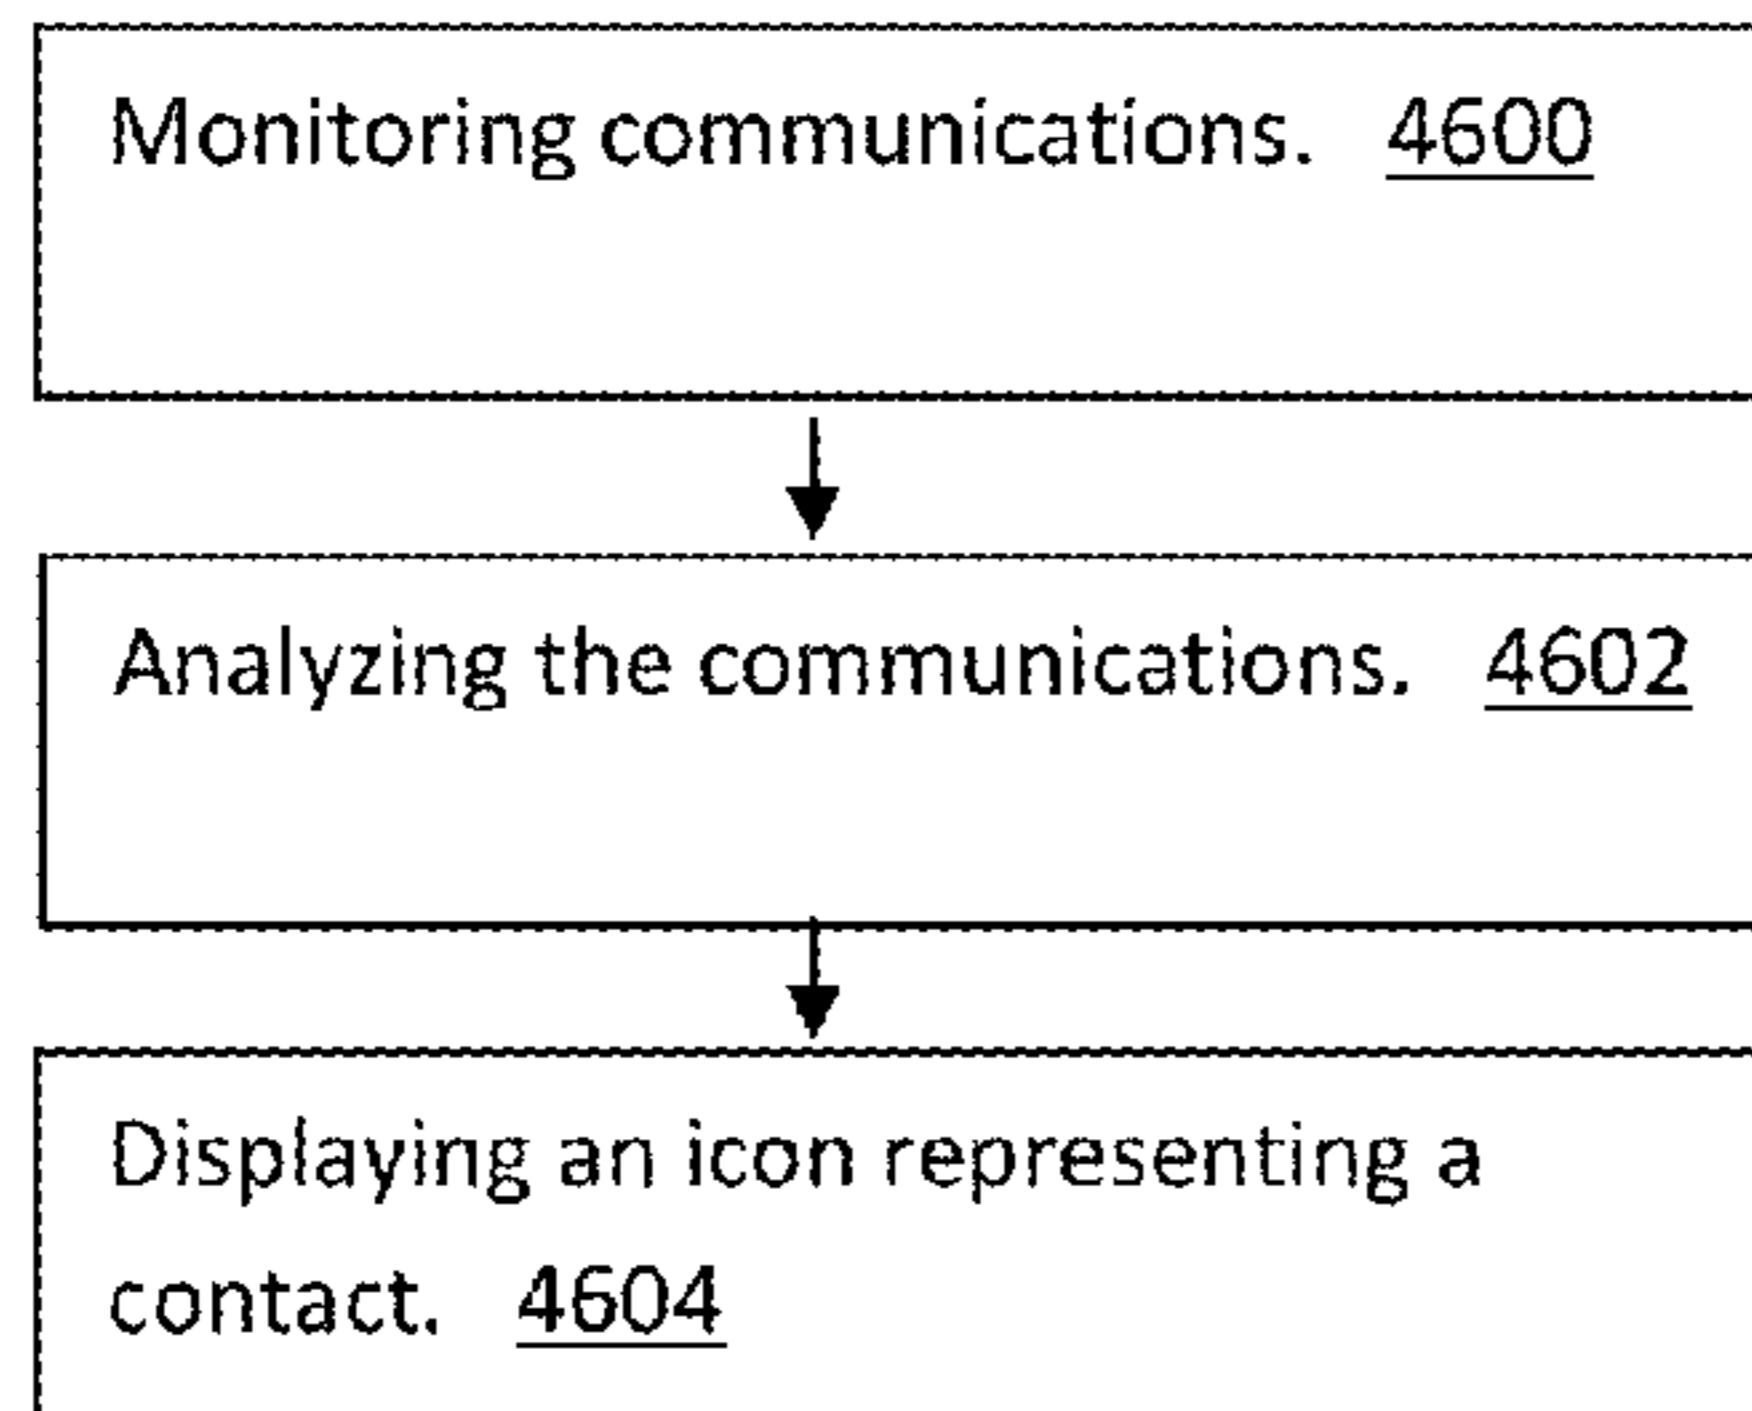 Monitoring communications. 4600
Analyzing the communications. 4602
Displaying an icon representing a
contact. 4604